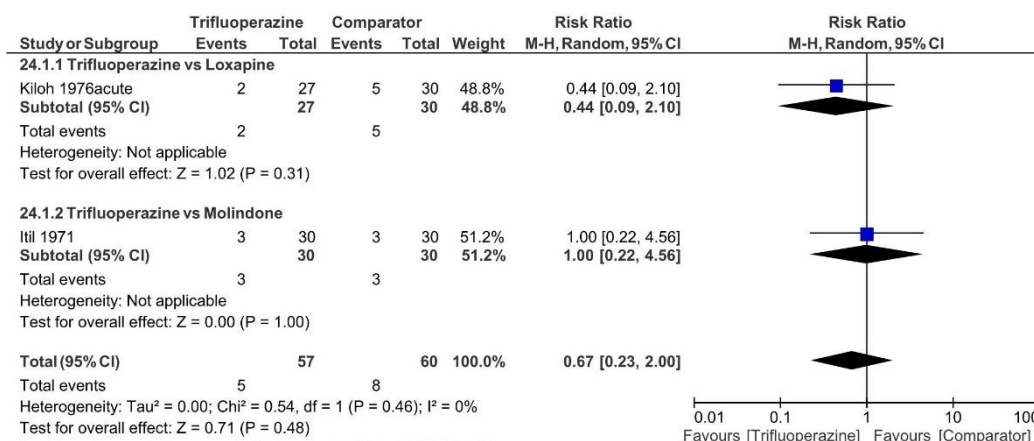 Trifluoperazine Comparator Risk Ratio Risk Ratio
Study or Subgroup Events Total Events Total Weight M-H, Random, 95% CI M-H, Random, 95% CI
24.1.1 Trifluoperazine vs Loxapine
Kiloh 1976acute 2 27 5 30 48.8% 0.44 [0.09, 2.10]
Subtotal (95% CI) 27 30 48.8% 0.44 [0.09, 2.10]
Total events 2 5
Heterogeneity: Not applicable
Test for overall effect: Z = 1.02 (P = 0.31)
24.1.2 Trifluoperazine vs Molindone
Itil 1971 3 30 3 30 51.2% 1.00 [0.22, 4.56]
Subtotal (95% CI) 30 30 51.2% 1.00 [0.22, 4.56]
Total events 3 3
Heterogeneity: Not applicable
Test for overall effect: Z = 0.00 (P = 1.00)
Total (95% CI) 57 60 100.0% 0.67 [0.23, 2.00]
Total events 5 8
Heterogeneity: Tau² = 0.00; Chi² = 0.54, df = 1 (P = 0.46); I² = 0%
0.01 0.1 1 10 100
Test for overall effect: Z = 0.71 (P = 0.48)
Favours [Trifluoperazine] Favours [Comparator]